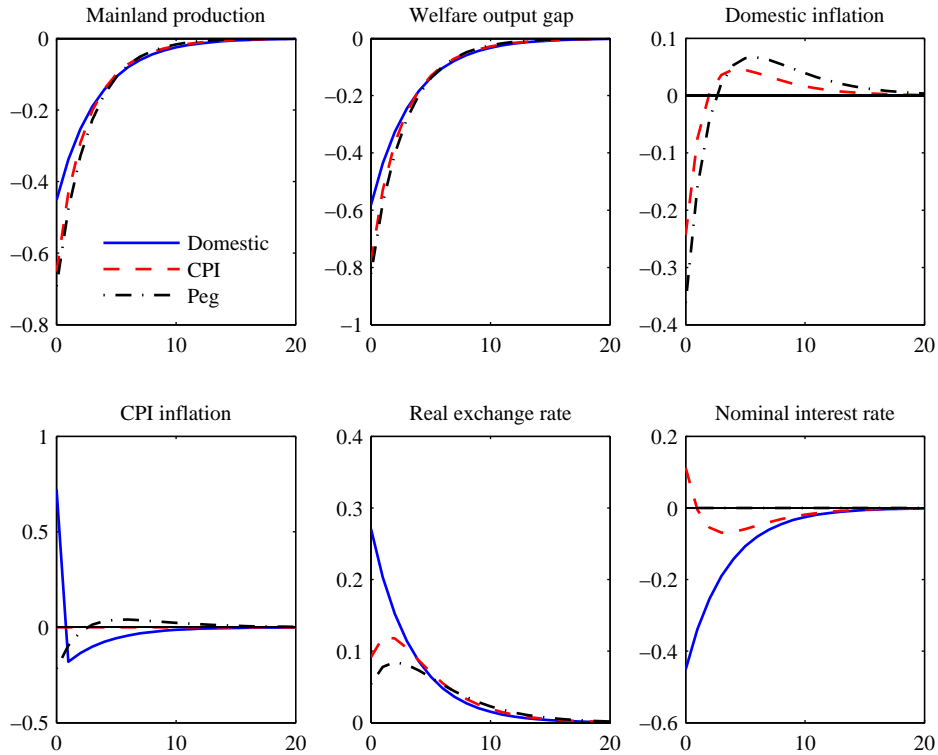 Mainland production
0
−0.2
−0.4
−0.6
−0.8
0 10 20
Domestic
CPI
Peg
Welfare output gap
0
−0.2
−0.4
−0.6
−0.8
−1
0 10 20
Domestic inflation
0.1
0
−0.1
−0.2
−0.3
−0.4
0 10 20
CPI inflation
1
0.5
0
−0.5
0 10 20
Real exchange rate
0.4
0.3
0.2
0.1
0
0 10 20
Nominal interest rate
0.2
0
−0.2
−0.4
−0.6
0 10 20